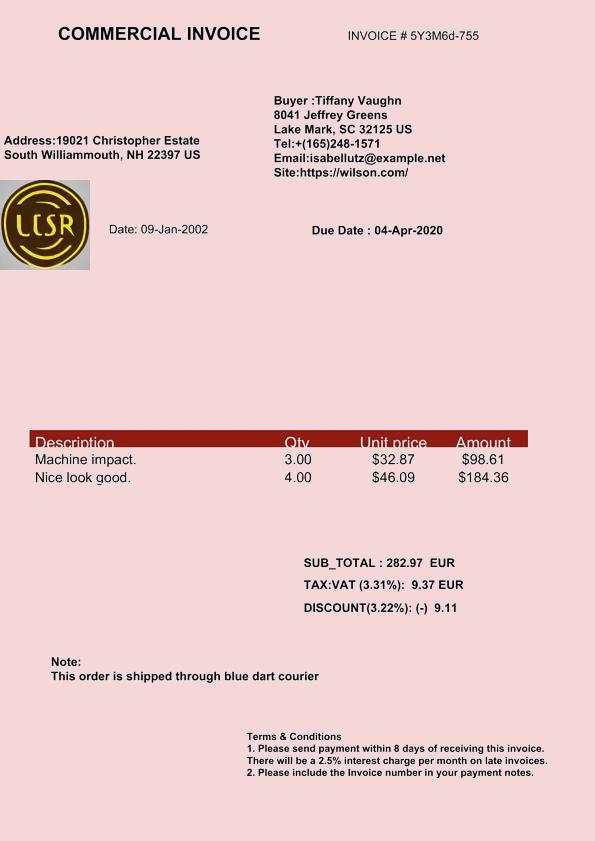 COMMERCIAL INVOICE
INVOICE # 5Y3M6d-755
Buyer :Tiffany Vaughn
8041 Jeffrey Greens
Lake Mark, SC 32125 US
Tel:+(165)248-1571
Email:isabellutz@example.net
Site:https://wilson.com/
Address:19021 Christopher Estate
South Williammouth, NH 22397 US
LCSR
Date: 09-Jan-2002
Due Date : 04-Apr-2020
Description Qty Unit price Amount
Machine impact. 3.00 $32.87 $98.61
Nice look good. 4.00 $46.09 $184.36
SUB_TOTAL : 282.97 EUR
TAX:VAT (3.31%): 9.37 EUR
DISCOUNT(3.22%): (-) 9.11
Note:
This order is shipped through blue dart courier
Terms & Conditions
1. Please send payment within 8 days of receiving this invoice.
There will be a 2.5% interest charge per month on late invoices.
2. Please include the Invoice number in your payment notes.